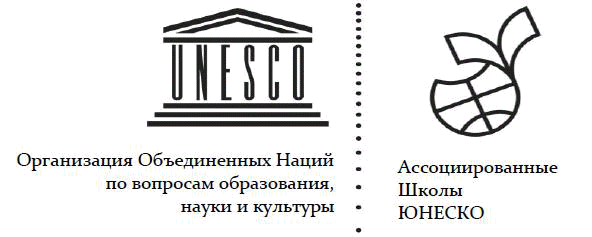 UNESCO
Организация Объединенных Наций
по вопросам образования,
науки и культуры
Ассоциированные
Школы
ЮНЕСКО